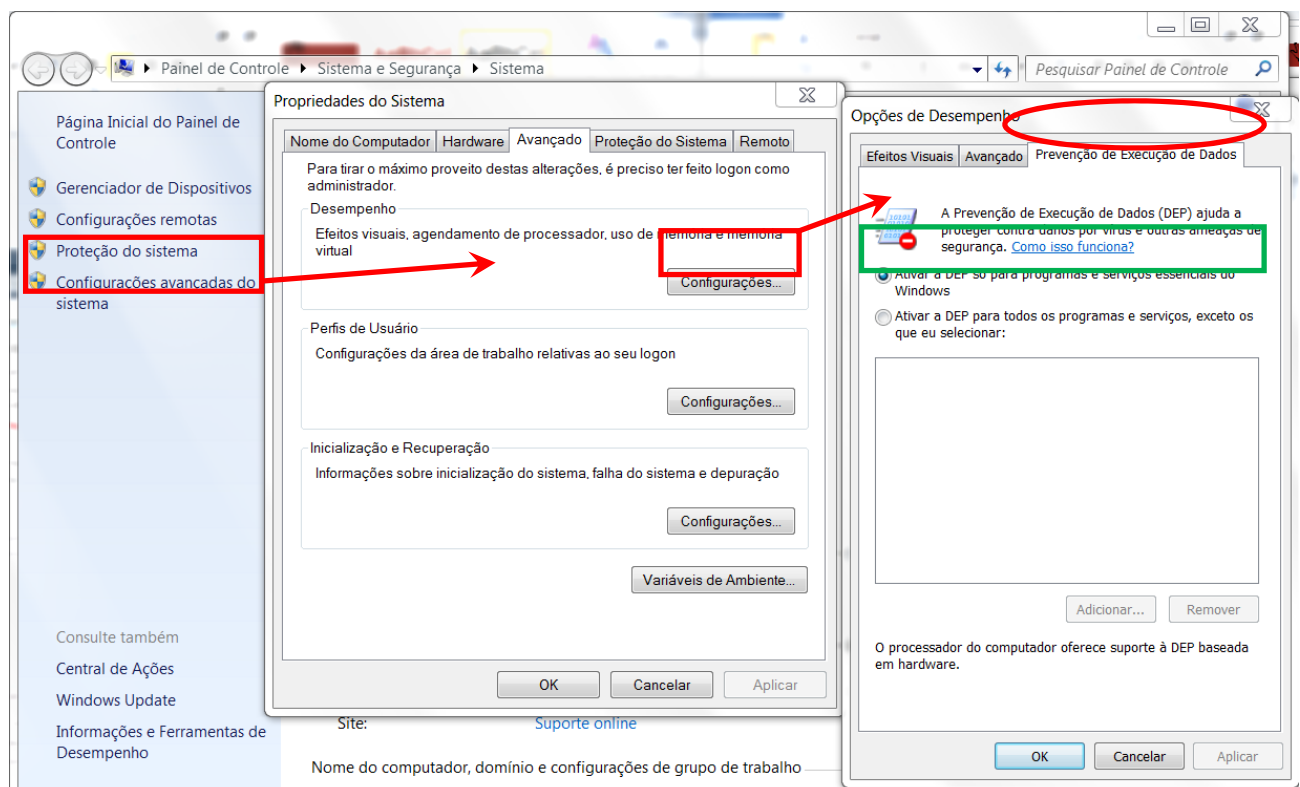 Painel de Controle Sistema e Segurança Sistema
Pesquisar Painel de Controle
Página Inicial do Painel de
Controle
Gerenciador de Dispositivos
Configurações remotas
Proteção do sistema
Configurações avançadas do
sistema
Consulte também
Central de Ações
Windows Update
Informações e Ferramentas de
Desempenho
Propriedades do Sistema
Nome do Computador Hardware Avançado Proteção do Sistema Remoto
Para tirar o máximo proveito destas alterações, é preciso ter feito logon como
administrador.
Desempenho
Efeitos visuais, agendamento de processador, uso de memória e memória
virtual
Configurações...
Perfis de Usuário
Configurações da área de trabalho relativas ao seu logon
Configurações...
Inicialização e Recuperação
Informações sobre inicialização do sistema, falha do sistema e depuração
Configurações...
Variáveis de Ambiente...
OK Cancelar Aplicar
Site: Suporte online
Nome do computador, domínio e configurações de grupo de trabalho
Opções de Desempenho
Efeitos Visuais Avançado Prevenção de Execução de Dados
A Prevenção de Execução de Dados (DEP) ajuda a
proteger contra danos por vírus e outras ameaças de
segurança. Como isso funciona?
Ativar a DEP só para programas e serviços essenciais do
Windows
Ativar a DEP para todos os programas e serviços, exceto os
que eu selecionar:
Adicionar... Remover
O processador do computador oferece suporte à DEP baseada
em hardware.
OK Cancelar Aplicar